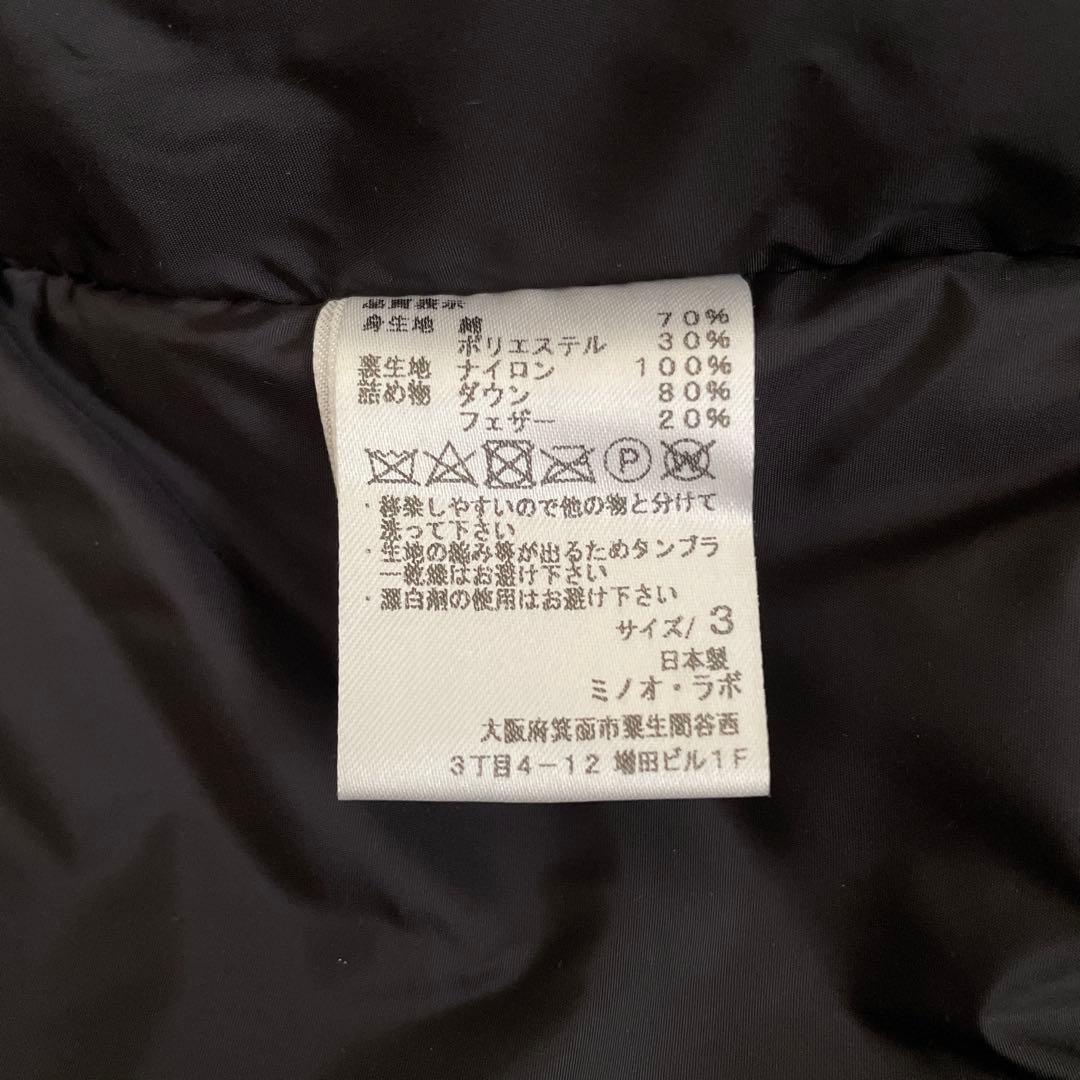 品質表示
身生地 綿 70%
ポリエステル 30%
裏生地 ナイロン 100%
詰め物 ダウン 80%
フェザー 20%
P W
・移染しやすいので他の物と分けて
洗って下さい
・生地の縮み等が出るためタンブラ
ー乾燥はお避け下さい
・漂白剤の使用はお避け下さい
サイズ/ 3
日本製
ミノオ・ラボ
大阪府箕面市粟生間谷西
3丁目4-12 増田ビル1F